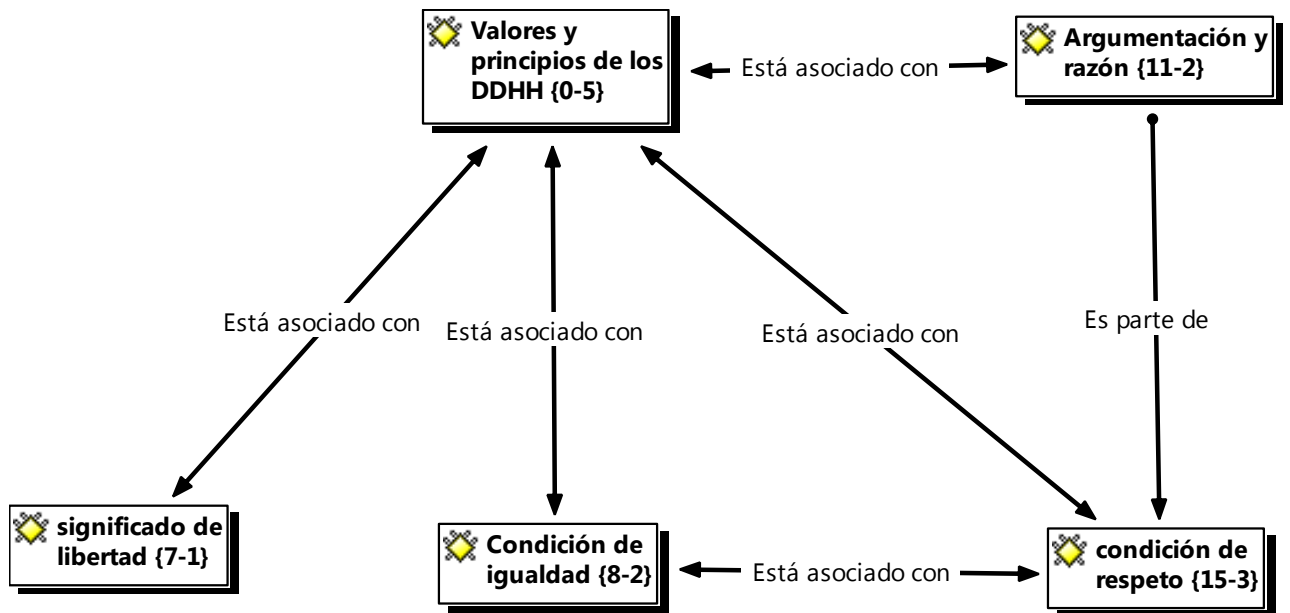 Valores y
principios de los
DDHH {0-5}
Está asociado con
Argumentación y
razón {11-2}
Está asociado con
Está asociado con
Está asociado con
Es parte de
significado de
libertad {7-1}
Condición de
igualdad {8-2}
Está asociado con
condición de
respeto {15-3}